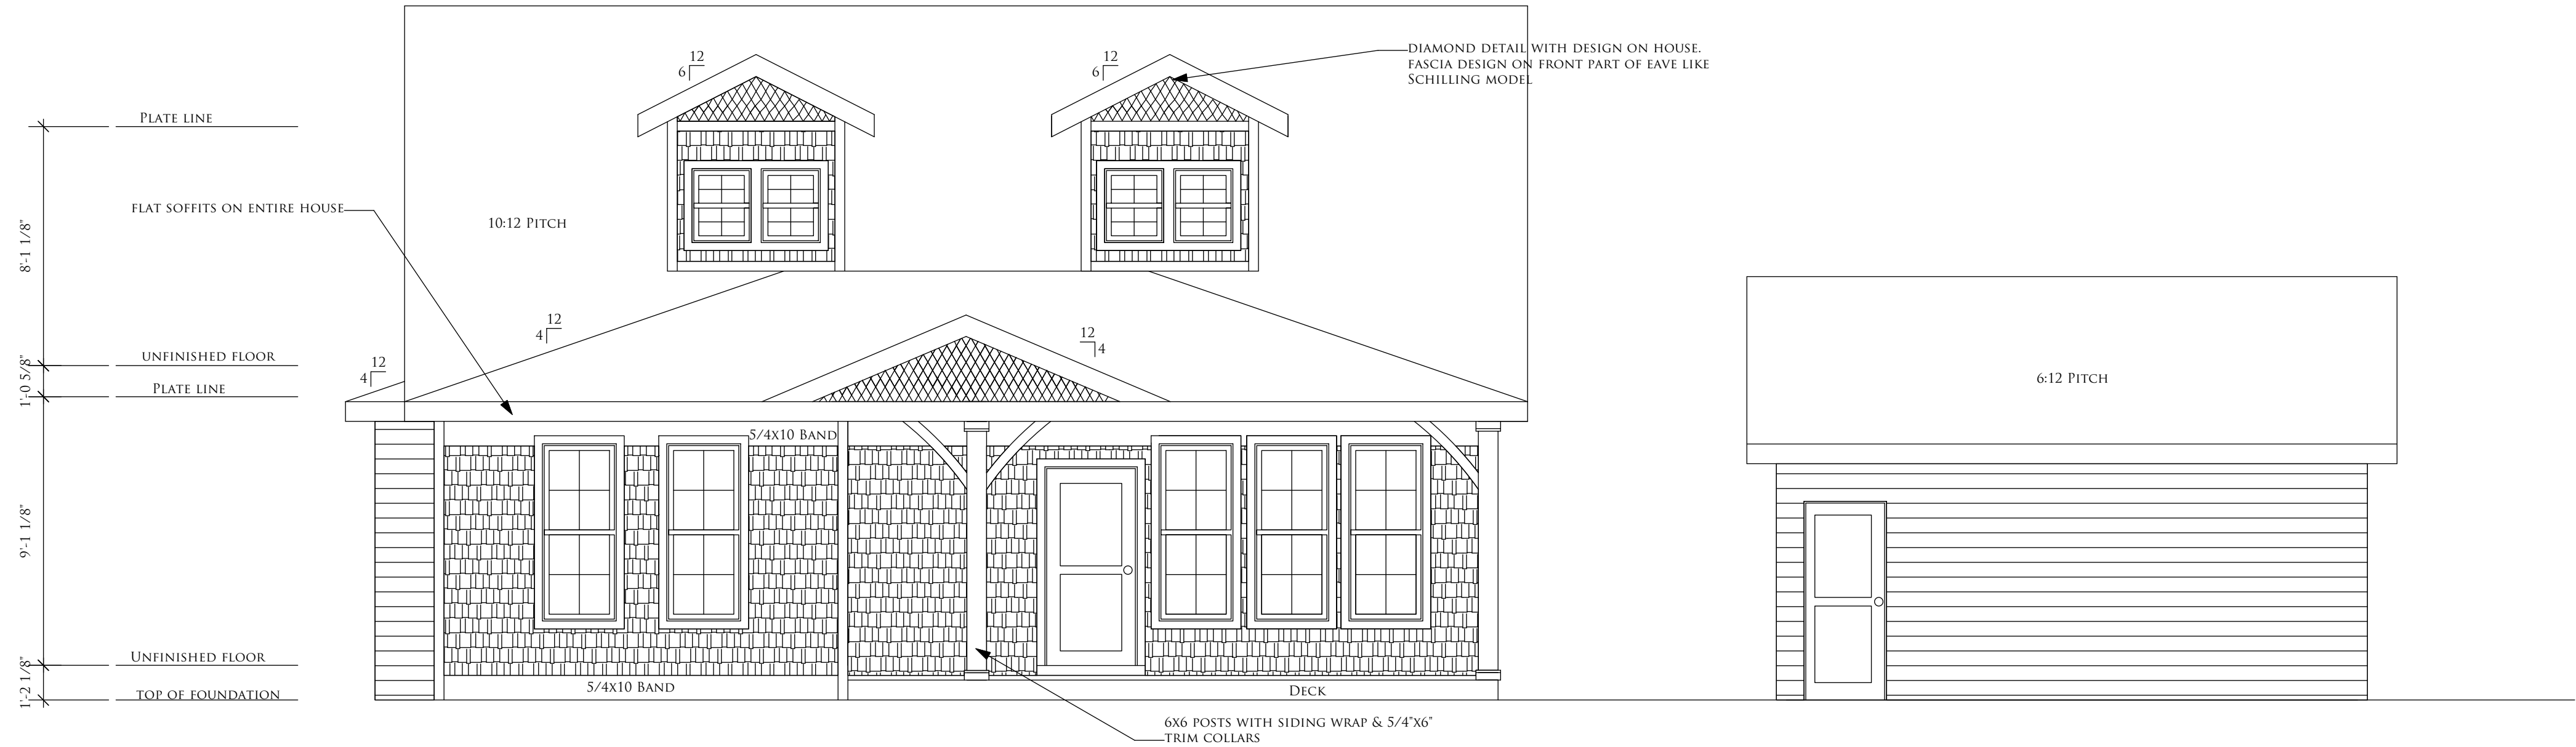 12
6
12
6
DIAMOND DETAIL WITH DESIGN ON HOUSE.
FASCIA DESIGN ON FRONT PART OF EAVE LIKE
SCHILLING MODEL
PLATE LINE
FLAT SOFFITS ON ENTIRE HOUSE
10:12 PITCH
8'-1 1/8"
12
4
12
4
UNFINISHED FLOOR
12
4
1'-0 5/8"
PLATE LINE
6:12 PITCH
5/4X10 BAND
9'-1 1/8"
UNFINISHED FLOOR
1'-2 1/8"
TOP OF FOUNDATION
5/4X10 BAND
DECK
6X6 POSTS WITH SIDING WRAP & 5/4"X6"
TRIM COLLARS